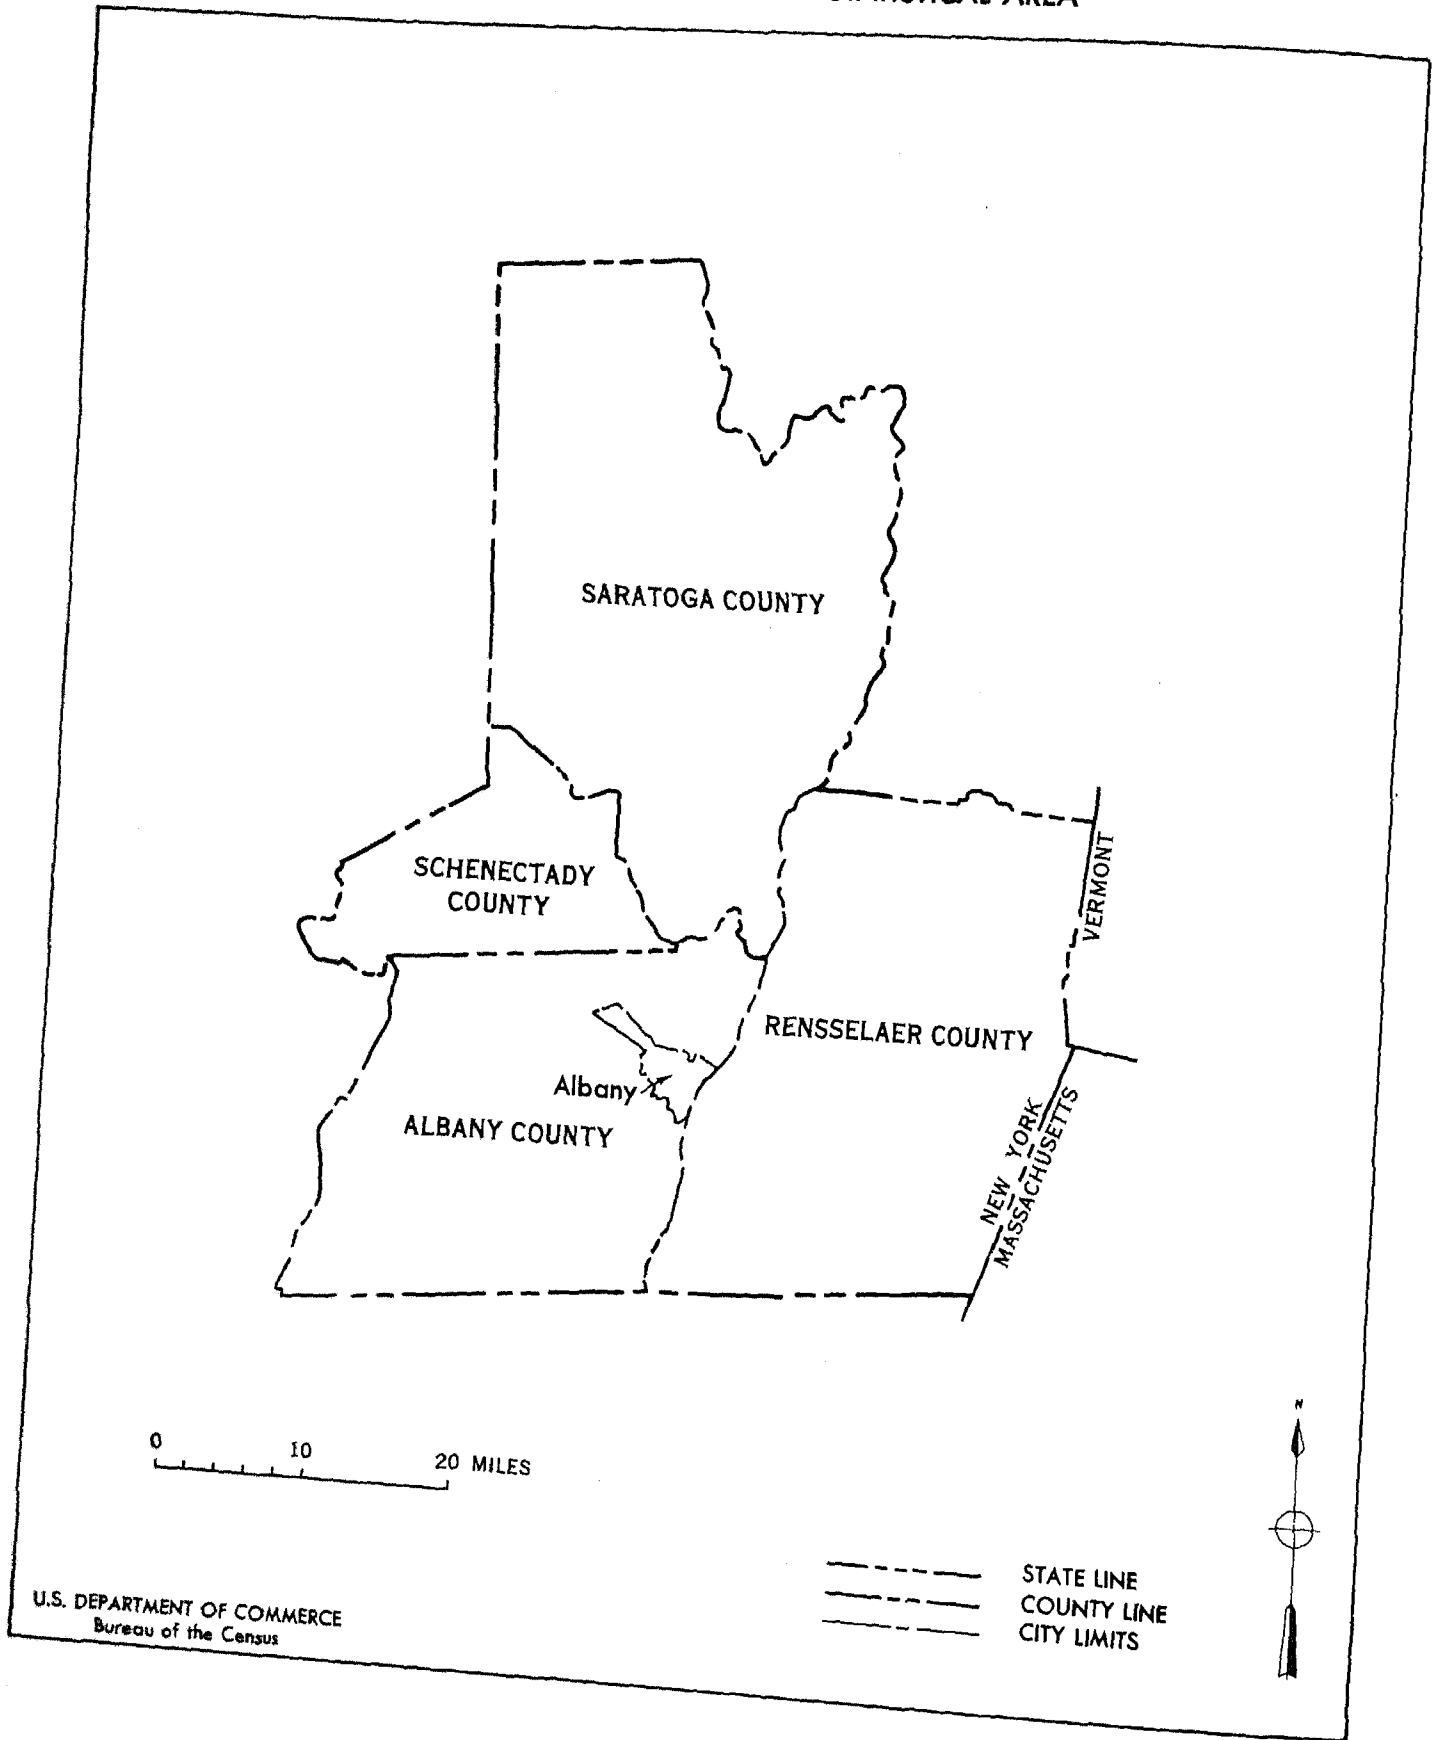 AREA
SARATOGA COUNTY
SCHENECTADY
COUNTY
VERMONT
RENSSELAER COUNTY
Albany
ALBANY COUNTY
NEW YORK
MASSACHUSETTS
0 10 20 MILES
N
STATE LINE
COUNTY LINE
CITY LIMITS
U.S. DEPARTMENT OF COMMERCE
Bureau of the Census